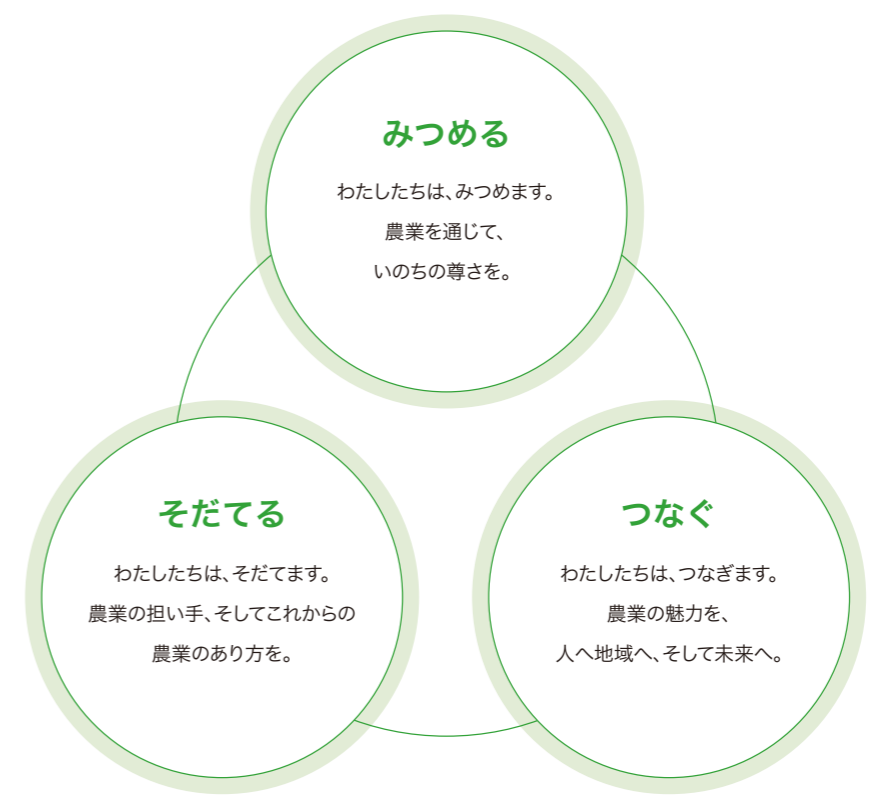 みつめる
わたしたちは、みつめます。
農業を通じて、
いのちの尊さを。
そだてる
わたしたちは、そだてます。
農業の担い手、そしてこれからの
農業のあり方を。
つなぐ
わたしたちは、つなぎます。
農業の魅力を、
人へ地域へ、そして未来へ。